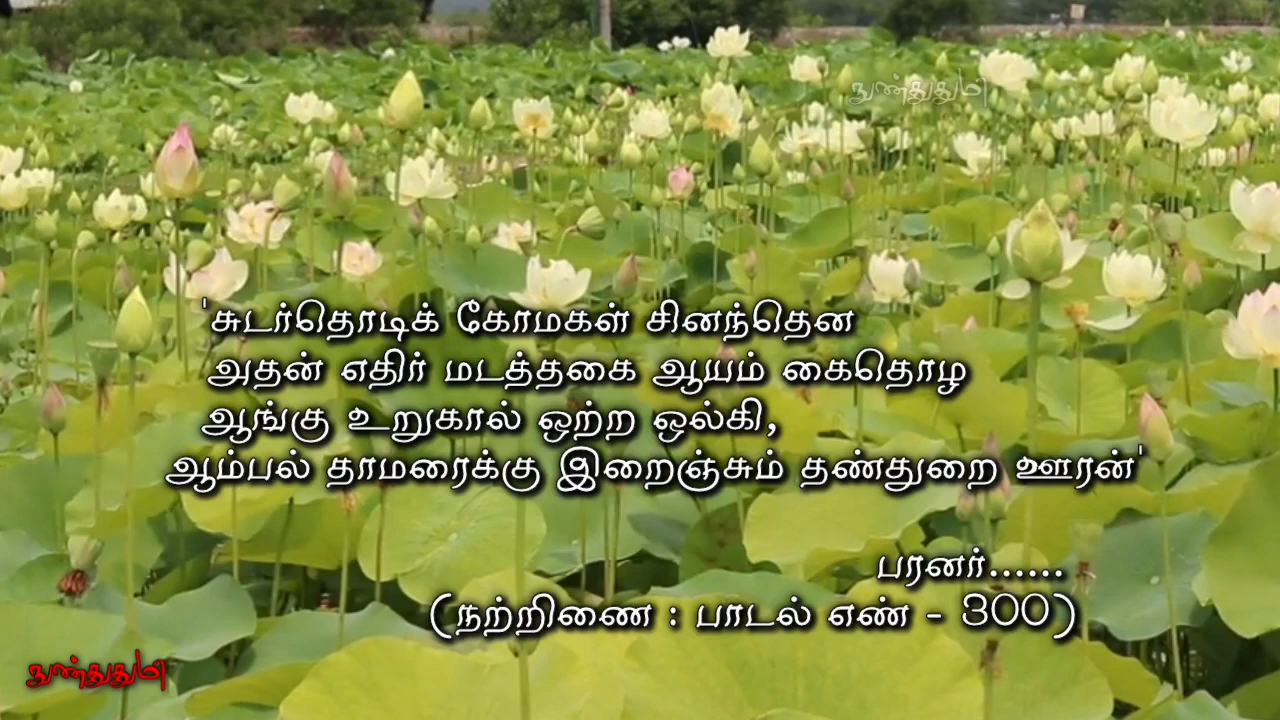 நுண்துதுமி
'சுடர்தொடிக் கோமகள் சினந்தென
அதன் எதிர் மடத்தகை ஆயம் கைதொழ
ஆங்கு உறுகால் ஒற்ற ஒல்கி,
ஆம்பல் தாமரைக்கு இறைஞ்சும் தண்துறை ஊரன்'
பரனர்......
(நற்றிணை : பாடல் எண் - 300)
நுண்துதுமி